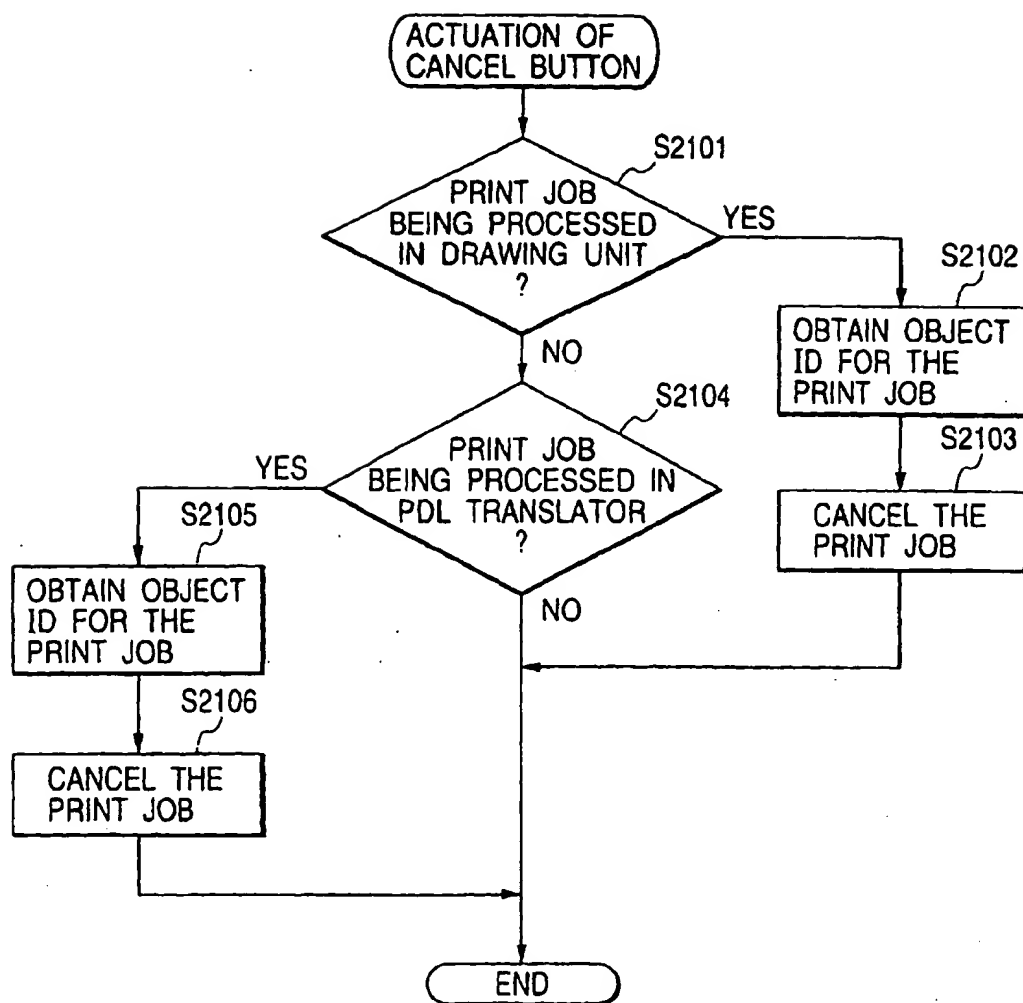 ACTUATION OF
CANCEL BUTTON
S2101
PRINT JOB
BEING PROCESSED
IN DRAWING UNIT
?
YES
NO
S2102
OBTAIN OBJECT
ID FOR THE
PRINT JOB
S2103
CANCEL THE
PRINT JOB
S2104
PRINT JOB
BEING PROCESSED IN
PDL TRANSLATOR
?
YES
NO
S2105
OBTAIN OBJECT
ID FOR THE
PRINT JOB
S2106
CANCEL THE
PRINT JOB
END